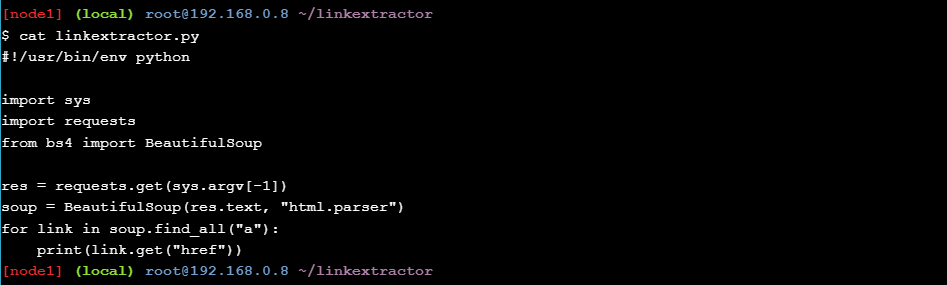 [node1] (local) root@192.168.0.8 ~/linkextractor
$ cat linkextractor.py
#!/usr/bin/env python

import sys
import requests
from bs4 import BeautifulSoup

res = requests.get(sys.argv[-1])
soup = BeautifulSoup(res.text, "html.parser")
for link in soup.find_all("a"):
    print(link.get("href"))
[node1] (local) root@192.168.0.8 ~/linkextractor